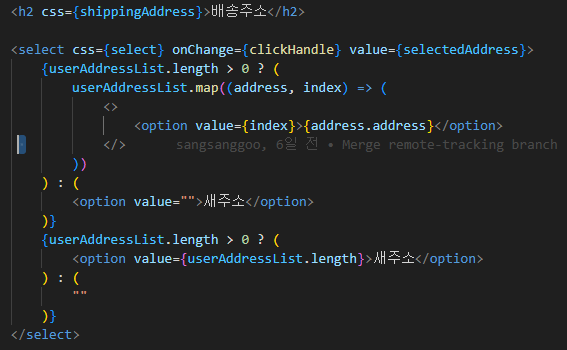 <h2 css={shippingAddress}>배송주소</h2>
<select css={select} onChange={clickHandle} value={selectedAddress}>
{userAddressList.length > 0 ? (
userAddressList.map((address, index) => (
<>
<option value={index}>{address.address}</option>
</> sangsanggoo, 6일 전 • Merge remote-tracking branch
))
) : (
<option value="">새주소</option>
)}
{userAddressList.length > 0 ? (
<option value={userAddressList.length}>새주소</option>
) : (
""
)}
</select>